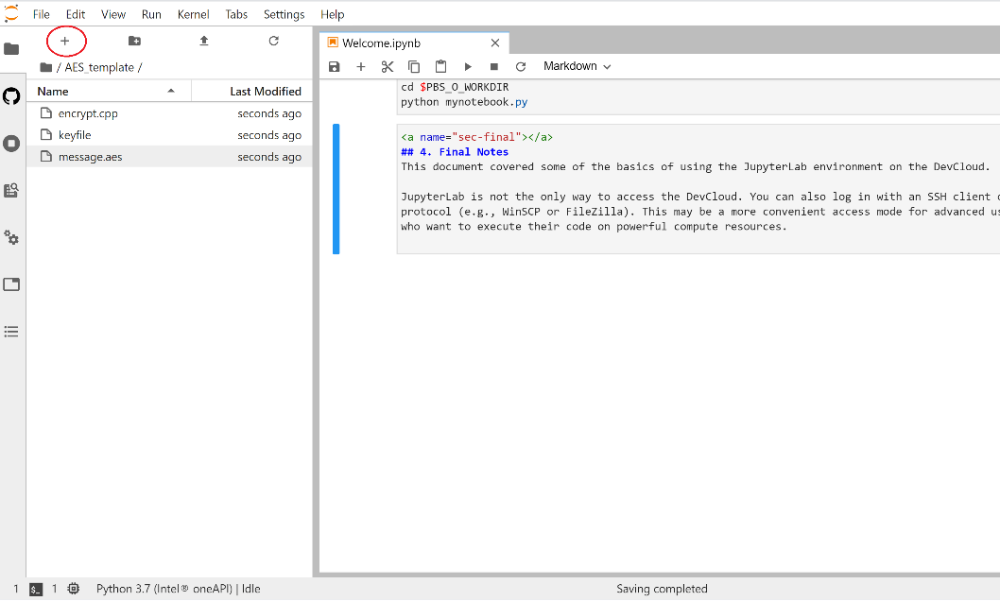 File Edit View Run Kernel Tabs Settings Help
/ AES_template /
Name Last Modified
encrypt.cpp seconds ago
keyfile seconds ago
message.aes seconds ago
Welcome.ipynb
Markdown
cd $PBS_O_WORKDIR
python mynotebook.py
<a name="sec-final"></a>
## 4. Final Notes
This document covered some of the basics of using the JupyterLab environment on the DevCloud.
JupyterLab is not the only way to access the DevCloud. You can also log in with an SSH client
protocol (e.g., WinSCP or FileZilla). This may be a more convenient access mode for advanced
who want to execute their code on powerful compute resources.
1 $_ 1 Python 3.7 (Intel® oneAPI) | Idle Saving completed